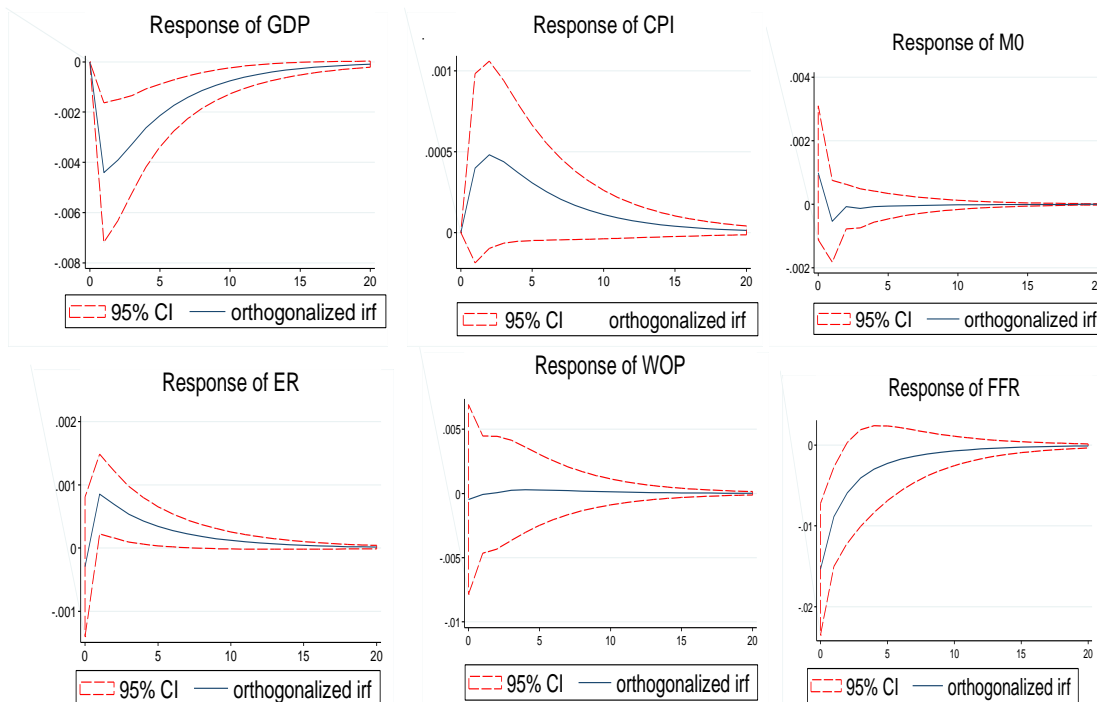 Response of GDP
0
-.002
-.004
-.006
-.008
0 5 10 15 20
95% CI orthogonalized irf
Response of CPI
.001
.0005
0
0 5 10 15 20
95% CI orthogonalized irf
Response of M0
.004
.002
0
-.002
0 5 10 15 20
95% CI orthogonalized irf
Response of ER
.002
.001
0
-.001
0 5 10 15 20
95% CI orthogonalized irf
Response of WOP
.005
0
-.005
-.01
0 5 10 15 20
95% CI orthogonalized irf
Response of FFR
0
-.01
-.02
0 5 10 15 20
95% CI orthogonalized irf